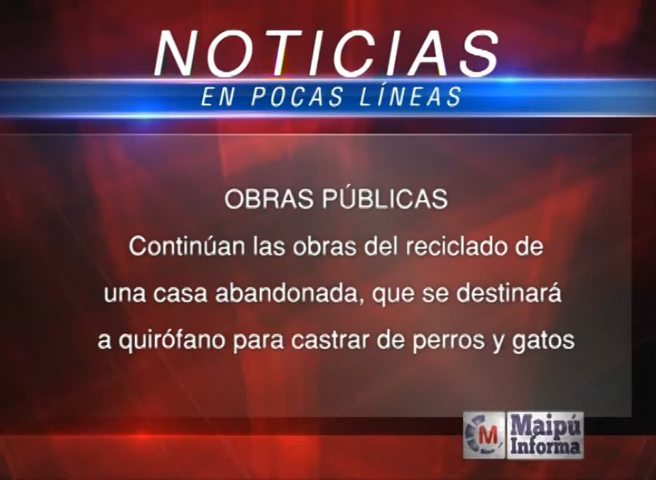 NOTICIAS
EN POCAS LÍNEAS
OBRAS PÚBLICAS
Continúan las obras del reciclado de
una casa abandonada, que se destinará
a quirófano para castrar de perros y gatos
M
Maipú
Informa